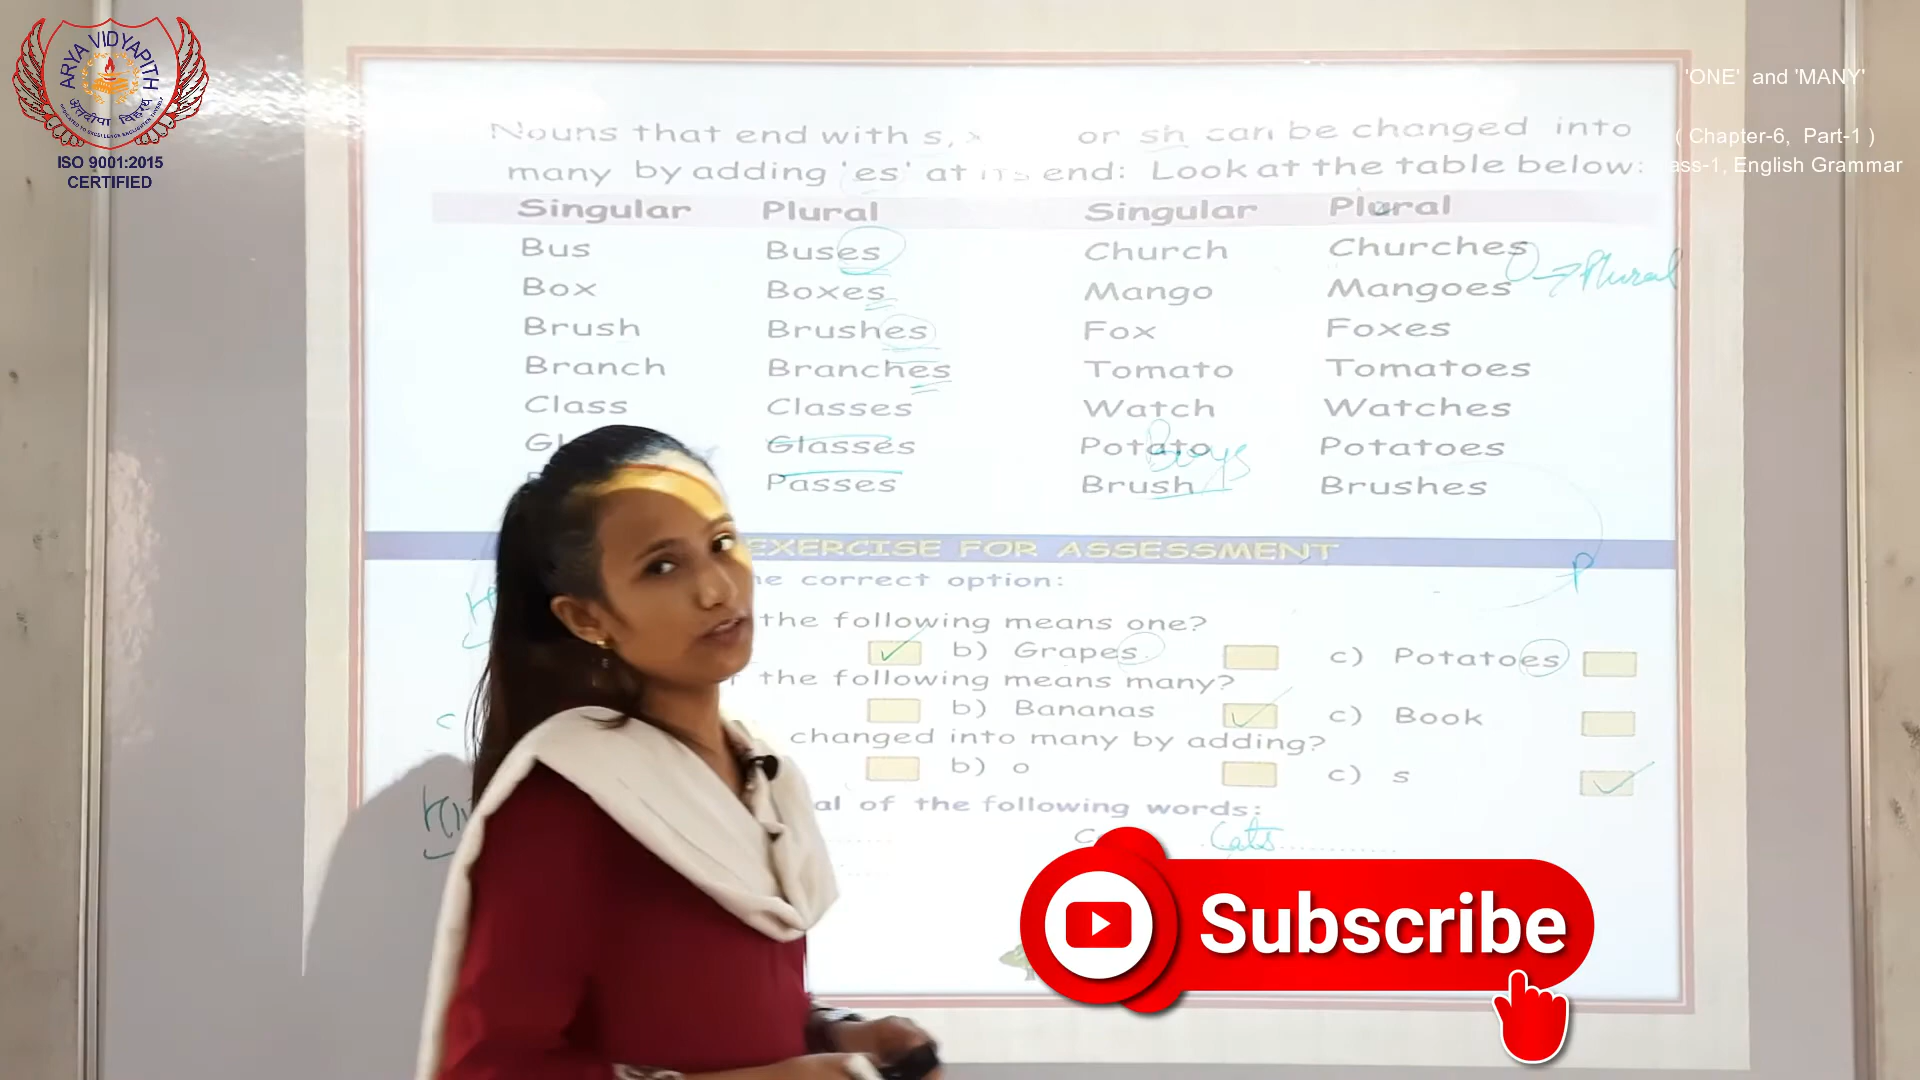 ARYA VIDYAPITH
ISO 9001:2015
CERTIFIED
'ONE' and 'MANY'
( Chapter-6, Part-1 )
-1, English Grammar
Nouns that end with s, or sh can be changed into
many by adding 'es' at its end: Look at the table below:
Singular Plural Singular Plural
Bus Buses Church Churches
Box Boxes Mango Mangoes
Brush Brushes Fox Foxes
Branch Branches Tomato Tomatoes
Class Classes Watch Watches
Glasses Potato Potatoes
Passes Brush Brushes
O → Plural
Boys
EXERCISE FOR ASSESSMENT
correct option:
P
the following means one?
b) Grapes c) Potatoes
the following means many?
b) Bananas c) Book
changed into many by adding?
b) o c) s
of the following words:
Cats
Subscribe